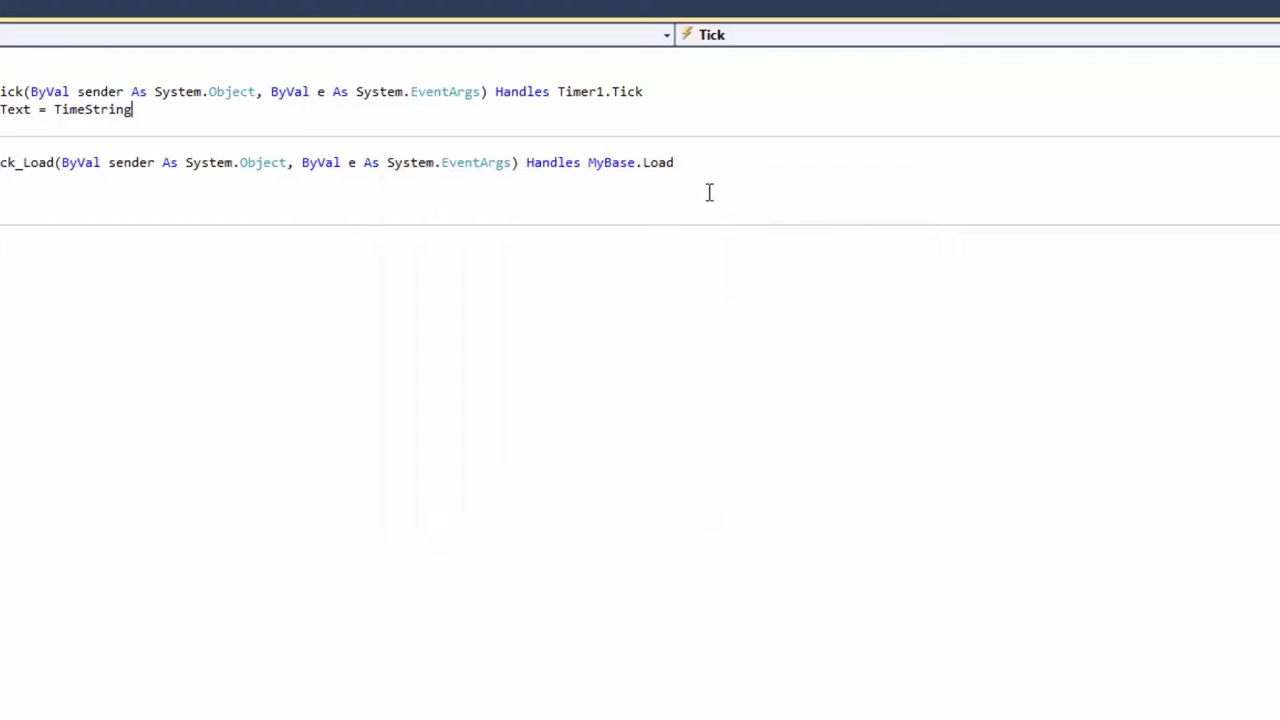 Tick
ick(ByVal sender As System.Object, ByVal e As System.EventArgs) Handles Timer1.Tick
Text = TimeString
ck_Load(ByVal sender As System.Object, ByVal e As System.EventArgs) Handles MyBase.Load